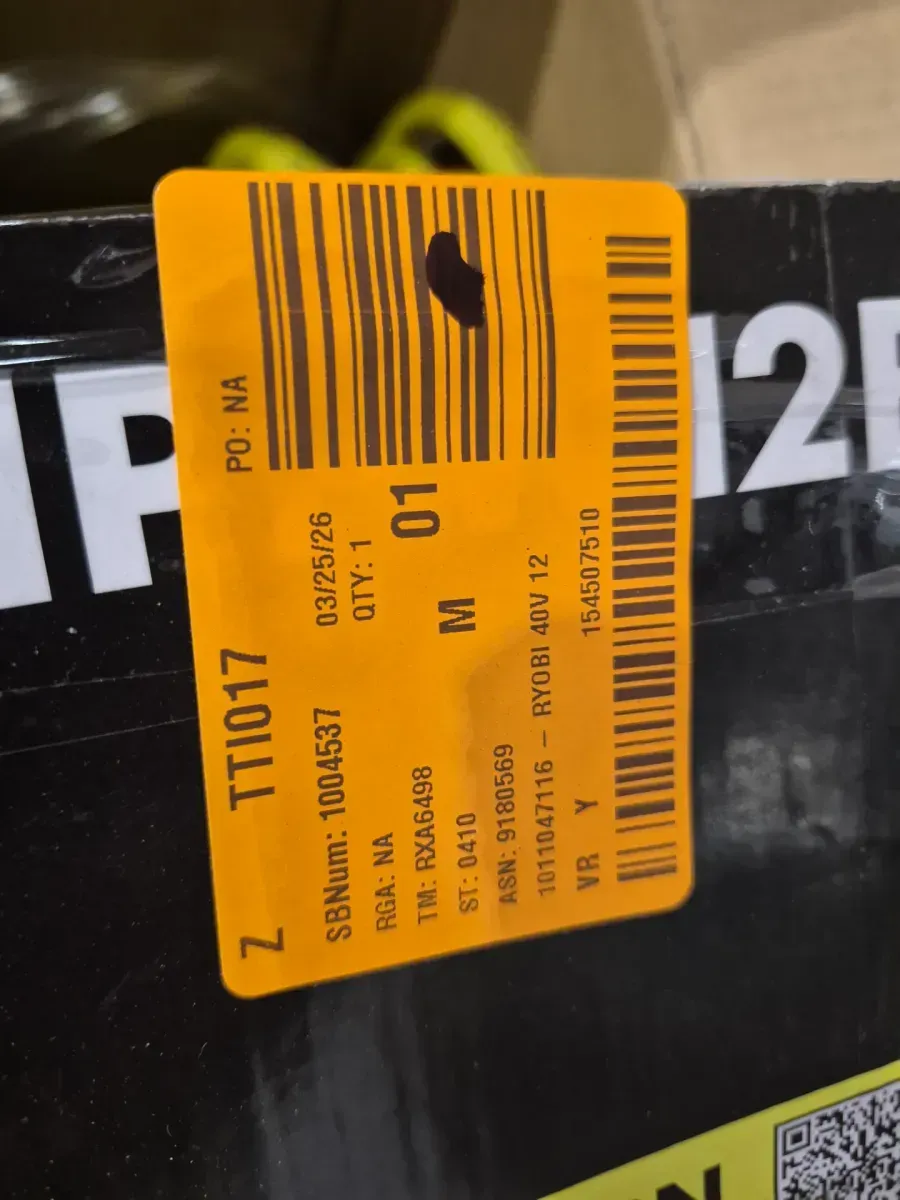 Z TTI017 PO: NA
SBNum: 1004537 03/25/26
RGA: NA QTY: 1
TM: RXA6498 01
ST: 0410 M
ASN: 9180569
1011047116 - RYOBI 40V 12
VR Y 154507510